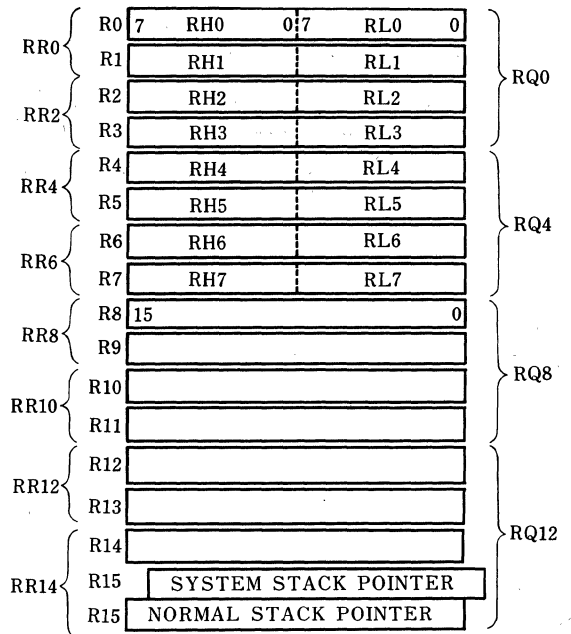 R0 7 RH0 0 7 RL0 0
RR0
R1 RH1 RL1
RQ0
R2 RH2 RL2
RR2
R3 RH3 RL3
R4 RH4 RL4
RR4
R5 RH5 RL5
RQ4
R6 RH6 RL6
RR6
R7 RH7 RL7
R8 15 0
RR8
R9
RQ8
R10
RR10
R11
R12
RR12
R13
RQ12
R14
RR14
R15 SYSTEM STACK POINTER
R15 NORMAL STACK POINTER